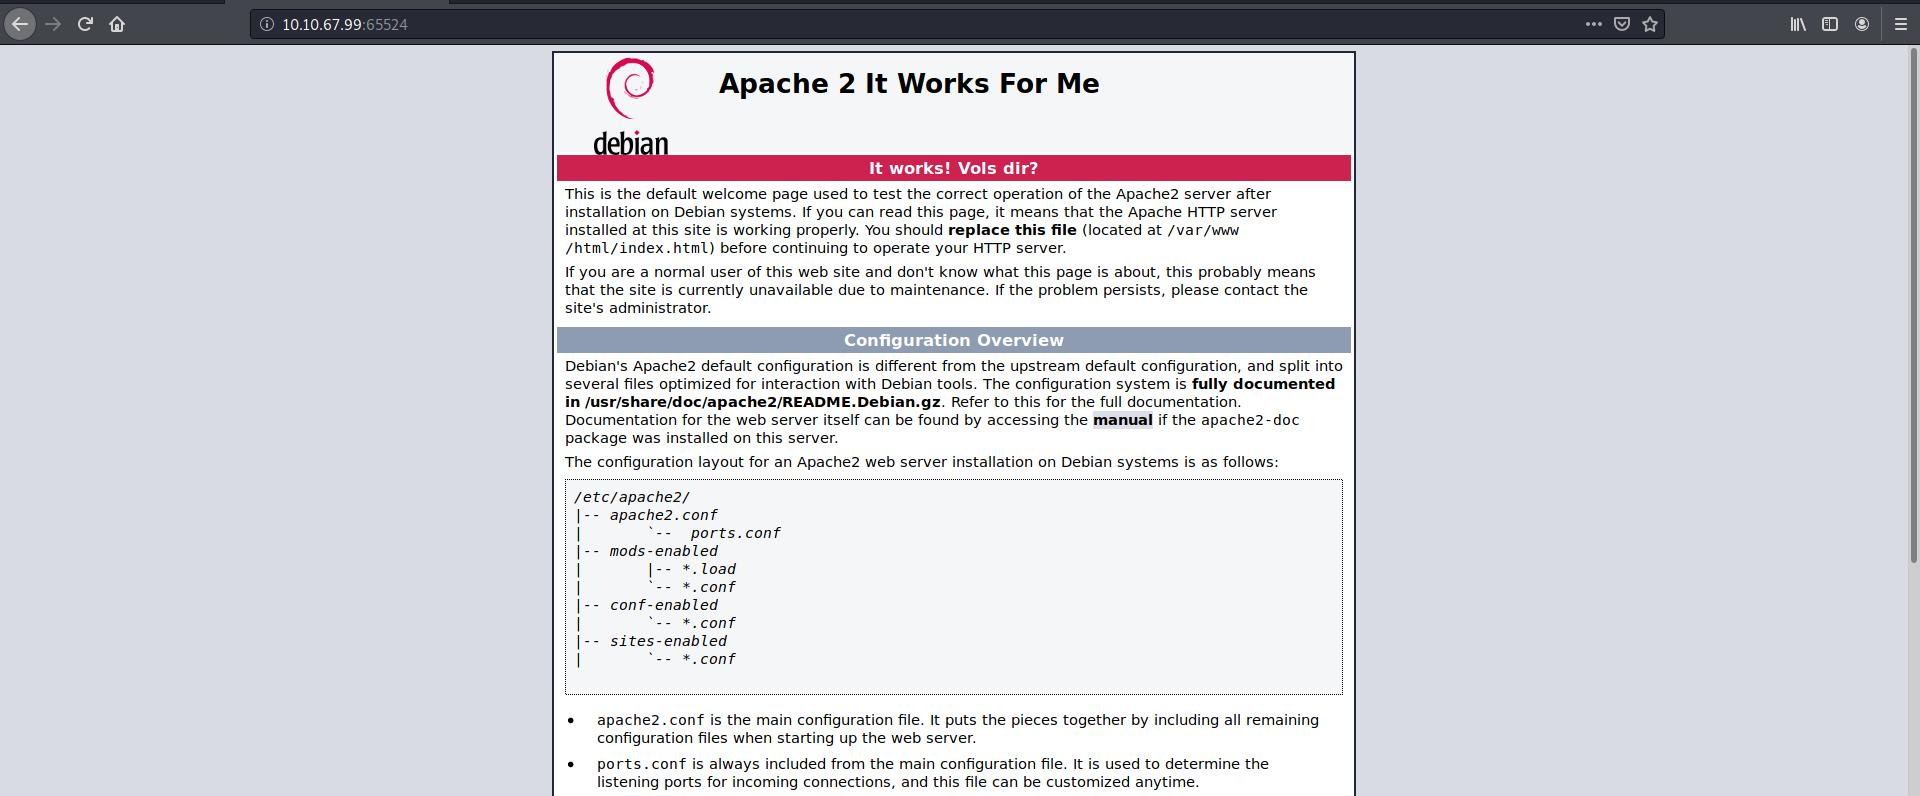 10.10.67.99:65524
debian
Apache 2 It Works For Me
It works! Vols dir?
This is the default welcome page used to test the correct operation of the Apache2 server after
installation on Debian systems. If you can read this page, it means that the Apache HTTP server
installed at this site is working properly. You should replace this file (located at /var/www
/html/index.html) before continuing to operate your HTTP server.
If you are a normal user of this web site and don't know what this page is about, this probably means
that the site is currently unavailable due to maintenance. If the problem persists, please contact the
site's administrator.
Configuration Overview
Debian's Apache2 default configuration is different from the upstream default configuration, and split into
several files optimized for interaction with Debian tools. The configuration system is fully documented
in /usr/share/doc/apache2/README.Debian.gz. Refer to this for the full documentation.
Documentation for the web server itself can be found by accessing the manual if the apache2-doc
package was installed on this server.
The configuration layout for an Apache2 web server installation on Debian systems is as follows:
/etc/apache2/
|-- apache2.conf
|       `--  ports.conf
|-- mods-enabled
|       |-- *.load
|       `-- *.conf
|-- conf-enabled
|       `-- *.conf
|-- sites-enabled
|       `-- *.conf
• apache2.conf is the main configuration file. It puts the pieces together by including all remaining
configuration files when starting up the web server.
• ports.conf is always included from the main configuration file. It is used to determine the
listening ports for incoming connections, and this file can be customized anytime.